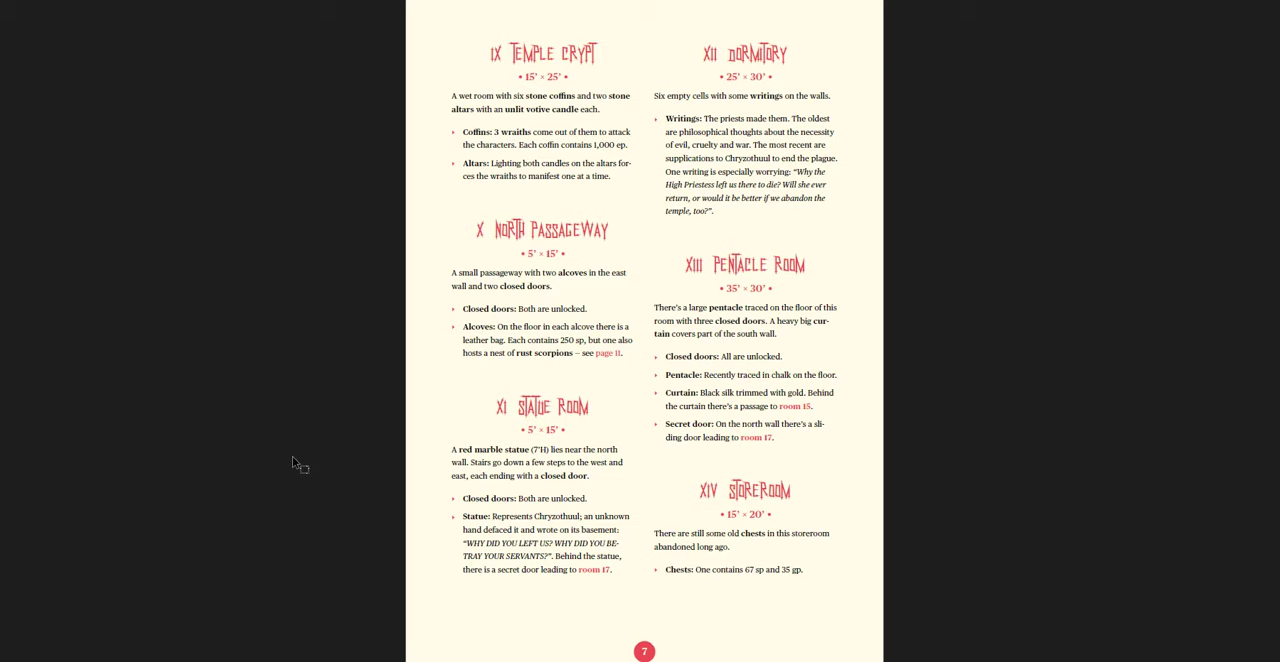 IX TEMPLE CRYPT
• 15’ × 25’ •
A wet room with six stone coffins and two stone
altars with an unlit votive candle each.
Coffins: 3 wraiths come out of them to attack
the characters. Each coffin contains 1,000 ep.
Altars: Lighting both candles on the altars for-
ces the wraiths to manifest one at a time.
X NORTH PASSAGEWAY
• 5’ × 15’ •
A small passageway with two alcoves in the east
wall and two closed doors.
Closed doors: Both are unlocked.
Alcoves: On the floor in each alcove there is a
leather bag. Each contains 250 sp, but one also
hosts a nest of rust scorpions – see page 11.
XI STATUE ROOM
• 5’ × 15’ •
A red marble statue (7’H) lies near the north
wall. Stairs go down a few steps to the west and
east, each ending with a closed door.
Closed doors: Both are unlocked.
Statue: Represents Chryzothuul; an unknown
hand defaced it and wrote on its basement:
“WHY DID YOU LEFT US? WHY DID YOU BE-
TRAY YOUR SERVANTS?”. Behind the statue,
there is a secret door leading to room 17.
XII DORMITORY
• 25’ × 30’ •
Six empty cells with some writings on the walls.
Writings: The priests made them. The oldest
are philosophical thoughts about the necessity
of evil, cruelty and war. The most recent are
supplications to Chryzothuul to end the plague.
One writing is especially worrying: “Why the
High Priestess left us there to die? Will she ever
return, or would it be better if we abandon the
temple, too?”.
XIII PENTACLE ROOM
• 35’ × 30’ •
There’s a large pentacle traced on the floor of this
room with three closed doors. A heavy big cur-
tain covers part of the south wall.
Closed doors: All are unlocked.
Pentacle: Recently traced in chalk on the floor.
Curtain: Black silk trimmed with gold. Behind
the curtain there’s a passage to room 15.
Secret door: On the north wall there’s a sli-
ding door leading to room 17.
XIV STOREROOM
• 15’ × 20’ •
There are still some old chests in this storeroom
abandoned long ago.
Chests: One contains 67 sp and 35 gp.
7